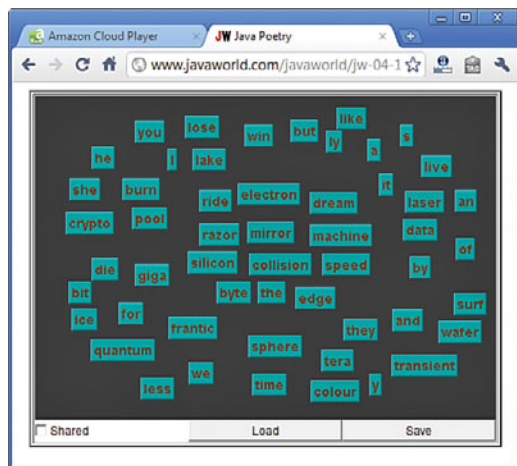 Amazon Cloud Player
JW Java Poetry
www.javaworld.com/javaworld/jw-04-1
like
you
lose
win
but
ly
a
s
he
I
lake
live
she
burn
it
ride
electron
dream
laser
an
crypto
pool
razor
mirror
machine
data
of
die
giga
silicon
collision
speed
by
bit
byte
the
edge
surf
ice
for
frantic
they
and
wafer
quantum
sphere
tera
transient
we
less
time
colour
y
Shared
Load
Save